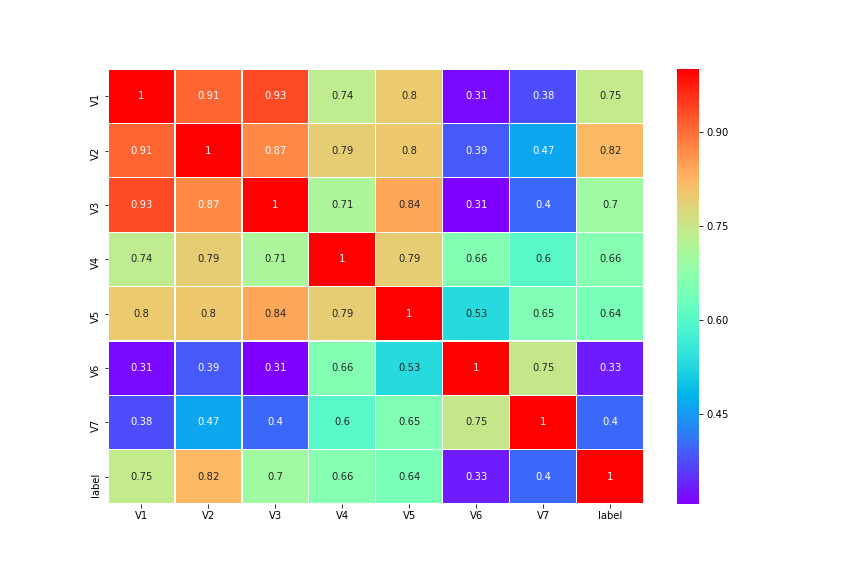 V1 1 0.91 0.93 0.74 0.8 0.31 0.38 0.75
V2 0.91 1 0.87 0.79 0.8 0.39 0.47 0.82
V3 0.93 0.87 1 0.71 0.84 0.31 0.4 0.7
V4 0.74 0.79 0.71 1 0.79 0.66 0.6 0.66
V5 0.8 0.8 0.84 0.79 1 0.53 0.65 0.64
V6 0.31 0.39 0.31 0.66 0.53 1 0.75 0.33
V7 0.38 0.47 0.4 0.6 0.65 0.75 1 0.4
label 0.75 0.82 0.7 0.66 0.64 0.33 0.4 1
V1 V2 V3 V4 V5 V6 V7 label
0.90
0.75
0.60
0.45